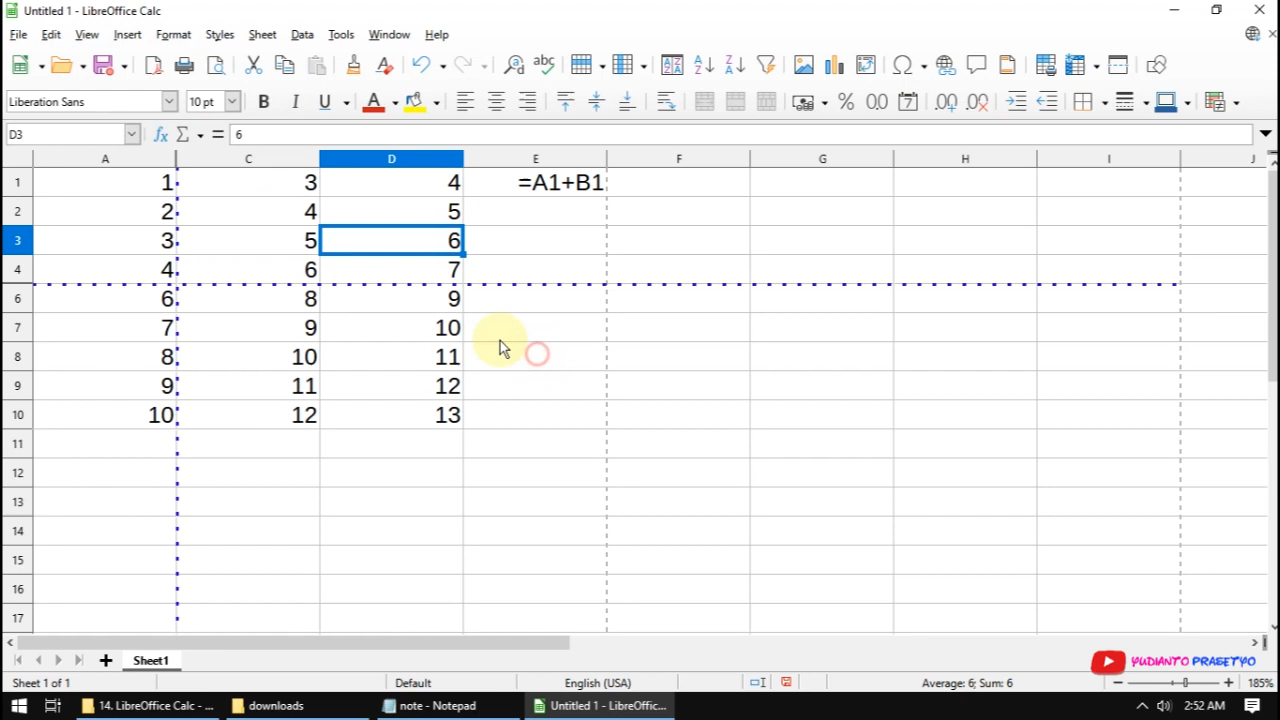 Untitled 1 - LibreOffice Calc
File Edit View Insert Format Styles Sheet Data Tools Window Help
Liberation Sans 10 pt
D3 6
A C D E F G H I J
1 1 3 4 =A1+B1
2 2 4 5
3 3 5 6
4 4 6 7
6 6 8 9
7 7 9 10
8 8 10 11
9 9 11 12
10 10 12 13
11
12
13
14
15
16
17
Sheet1
YUDIANTO PRASETYO
Sheet 1 of 1 Default English (USA) Average: 6; Sum: 6 185%
14. LibreOffice Calc - ... downloads note - Notepad Untitled 1 - LibreOffic... 2:52 AM